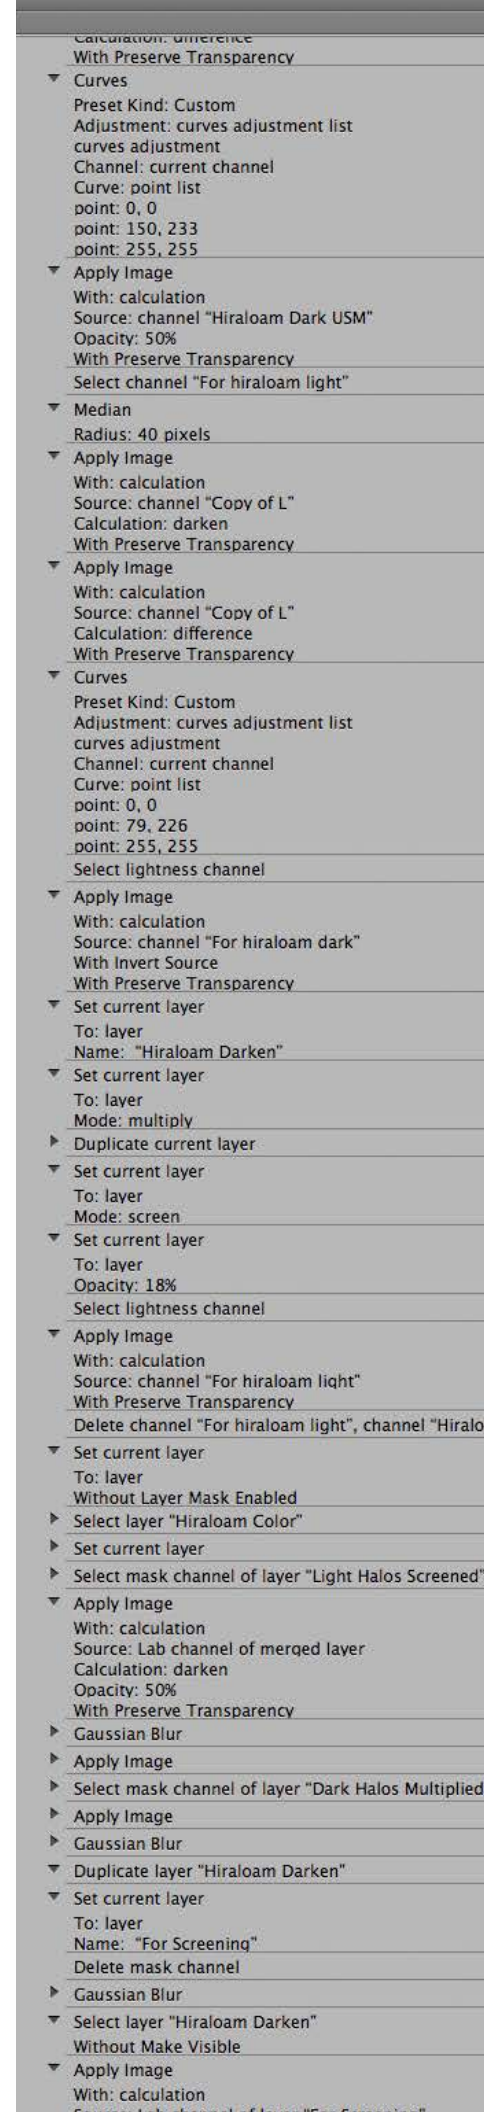 Calculation: difference
With Preserve Transparency
Curves
Preset Kind: Custom
Adjustment: curves adjustment list
curves adjustment
Channel: current channel
Curve: point list
point: 0, 0
point: 150, 233
point: 255, 255
Apply Image
With: calculation
Source: channel “Hiraloam Dark USM”
Opacity: 50%
With Preserve Transparency
Select channel “For hiraloam light”
Median
Radius: 40 pixels
Apply Image
With: calculation
Source: channel “Copy of L”
Calculation: darken
With Preserve Transparency
Apply Image
With: calculation
Source: channel “Copy of L”
Calculation: difference
With Preserve Transparency
Curves
Preset Kind: Custom
Adjustment: curves adjustment list
curves adjustment
Channel: current channel
Curve: point list
point: 0, 0
point: 79, 226
point: 255, 255
Select lightness channel
Apply Image
With: calculation
Source: channel “For hiraloam dark”
With Invert Source
With Preserve Transparency
Set current layer
To: layer
Name: “Hiraloam Darken”
Set current layer
To: layer
Mode: multiply
Duplicate current layer
Set current layer
To: layer
Mode: screen
Set current layer
To: layer
Opacity: 18%
Select lightness channel
Apply Image
With: calculation
Source: channel “For hiraloam light”
With Preserve Transparency
Delete channel “For hiraloam light”, channel “Hiralo
Set current layer
To: layer
Without Layer Mask Enabled
Select layer “Hiraloam Color”
Set current layer
Select mask channel of layer “Light Halos Screened”
Apply Image
With: calculation
Source: Lab channel of merged layer
Calculation: darken
Opacity: 50%
With Preserve Transparency
Gaussian Blur
Apply Image
Select mask channel of layer “Dark Halos Multiplied
Apply Image
Gaussian Blur
Duplicate layer “Hiraloam Darken”
Set current layer
To: layer
Name: “For Screening”
Delete mask channel
Gaussian Blur
Select layer “Hiraloam Darken”
Without Make Visible
Apply Image
With: calculation
Source: Lab channel of layer “For Screening”